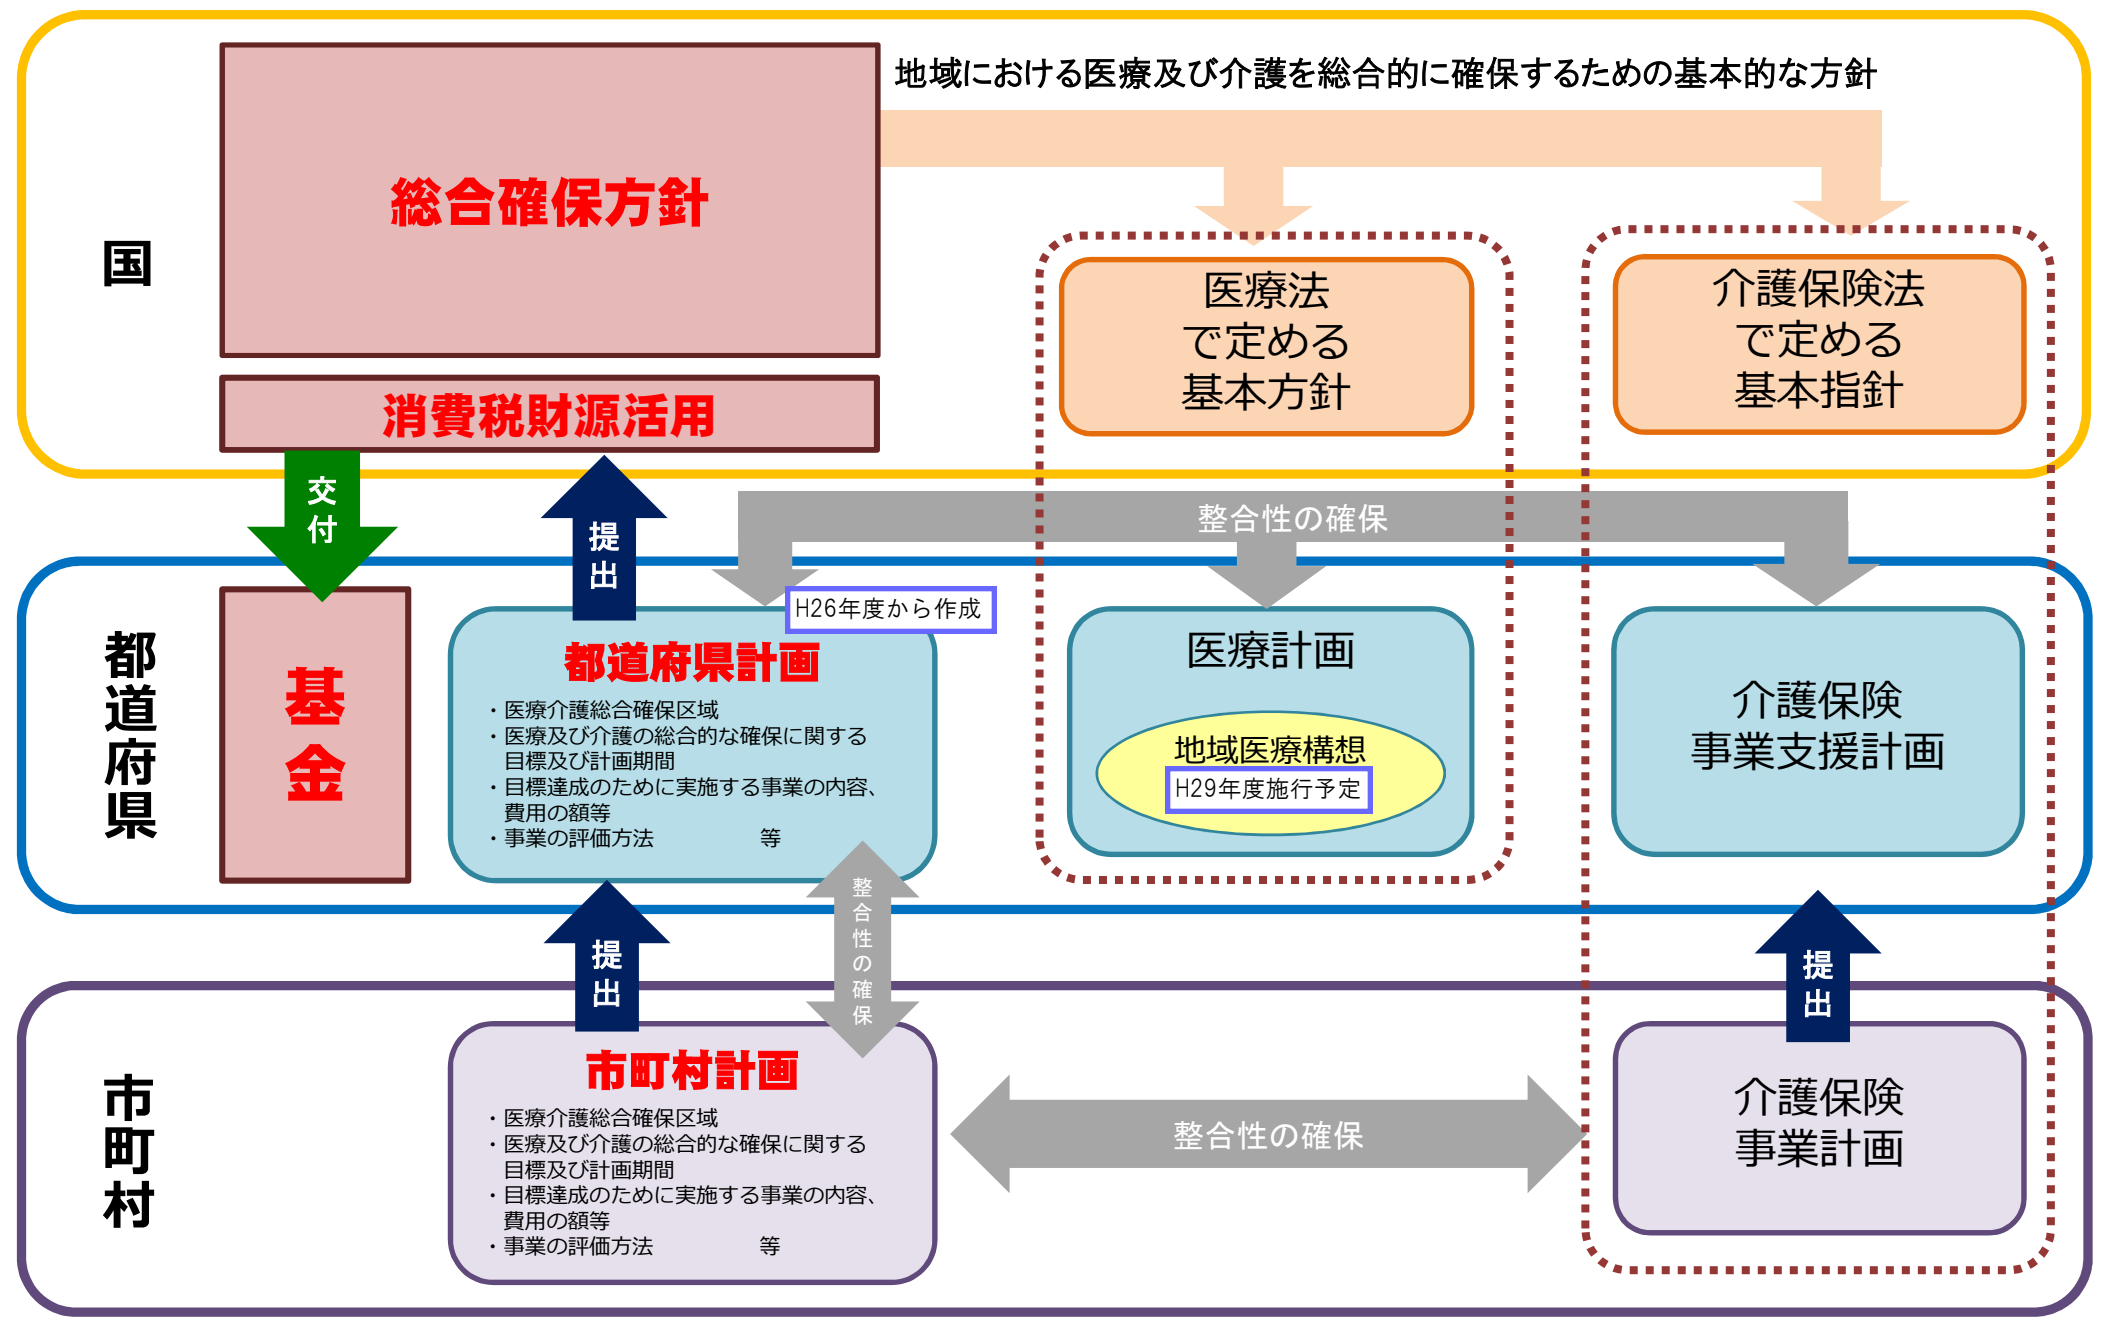 地域における医療及び介護を総合的に確保するための基本的な方針
国
総合確保方針
消費税財源活用
医療法
で定める
基本方針
介護保険法
で定める
基本指針
交付
提出
整合性の確保
都道府県
基金
H26年度から作成
都道府県計画
・医療介護総合確保区域
・医療及び介護の総合的な確保に関する
目標及び計画期間
・目標達成のために実施する事業の内容、
費用の額等
・事業の評価方法　　　　　等
医療計画
地域医療構想
H29年度施行予定
介護保険
事業支援計画
提出
整合性の確保
提出
市町村
市町村計画
・医療介護総合確保区域
・医療及び介護の総合的な確保に関する
目標及び計画期間
・目標達成のために実施する事業の内容、
費用の額等
・事業の評価方法　　　　　等
整合性の確保
介護保険
事業計画